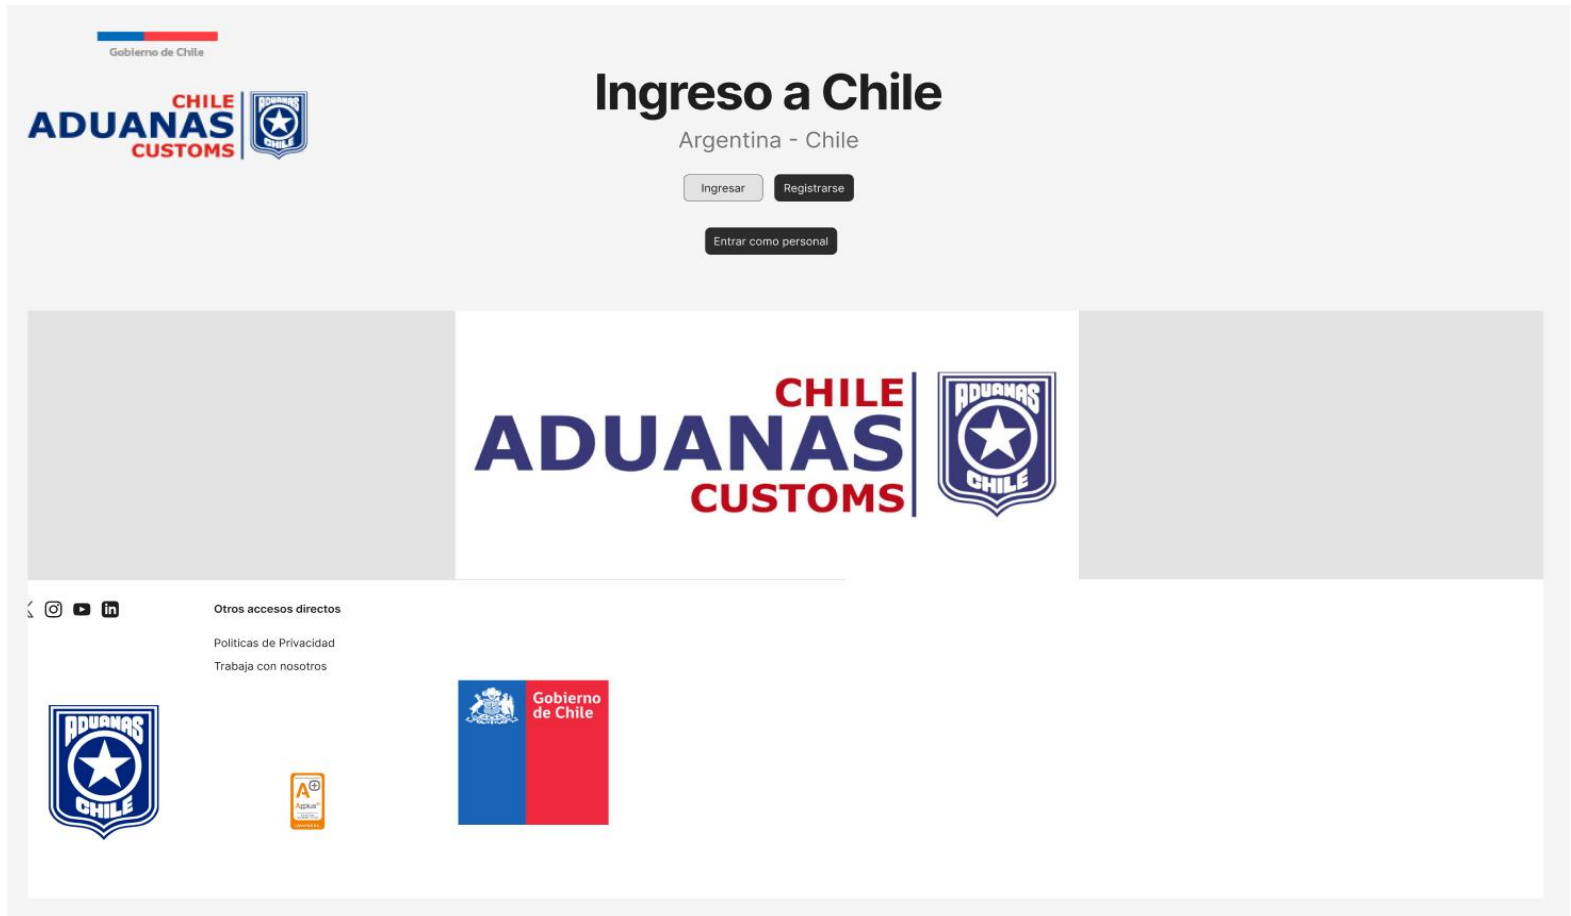 Gobierno de Chile
CHILE
ADUANAS
CUSTOMS
ADUANAS
CHILE
Ingreso a Chile
Argentina - Chile
Ingresar
Registrarse
Entrar como personal
CHILE
ADUANAS
CUSTOMS
ADUANAS
CHILE
Otros accesos directos
Politicas de Privacidad
Trabaja con nosotros
ADUANAS
CHILE
A
Applus
Gobierno
de Chile